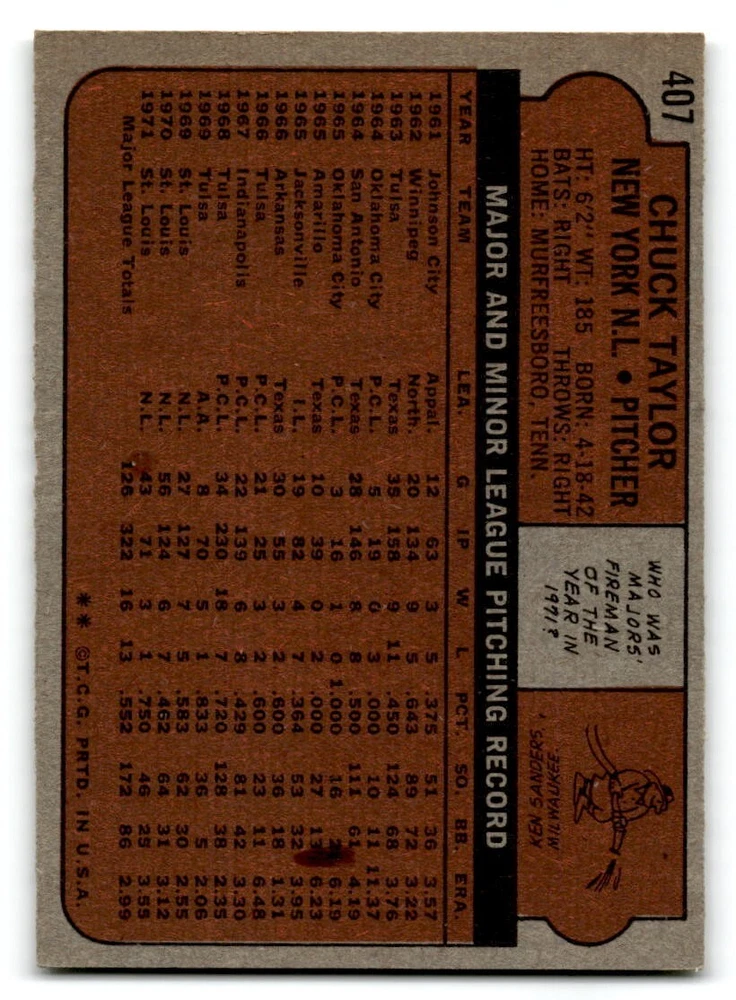 407
CHUCK TAYLOR
NEW YORK N.L. • PITCHER
HT: 6'2" WT: 185 BORN: 4-18-42
BATS: RIGHT THROWS: RIGHT
HOME: MURFREESBORO, TENN.
WHO WAS
MAJORS'
FIREMAN
OF THE
YEAR IN
1971?
KEN SANDERS,
MILWAUKEE
MAJOR AND MINOR LEAGUE PITCHING RECORD
YEAR TEAM LEA. G IP W L PCT. SO. BB. ERA.
1961 Johnson City Appal. 12 63 3 5 .375 51 36 3.57
1962 Winnipeg North. 20 134 9 5 .643 89 72 3.22
1963 Tulsa Texas 35 158 9 11 .450 124 68 3.76
1964 Oklahoma City P.C.L. 5 19 0 3 .000 10 11 11.37
1964 San Antonio Texas 28 146 8 8 .500 111 61 4.19
1965 Oklahoma City P.C.L. 3 16 1 0 1.000 16 2 6.19
1965 Amarillo Texas 10 39 0 2 .000 27 13 6.23
1965 Jacksonville I.L. 19 82 4 7 .364 53 32 3.95
1966 Arkansas Texas 30 55 3 2 .600 36 18 1.31
1966 Tulsa P.C.L. 21 25 3 2 .600 23 11 6.48
1967 Indianapolis P.C.L. 22 139 6 8 .429 81 42 3.30
1968 Tulsa P.C.L. 34 230 18 7 .720 128 38 2.35
1969 Tulsa A.A. 8 70 5 1 .833 36 5 2.06
1969 St. Louis N.L. 27 127 7 5 .583 62 30 2.55
1970 St. Louis N.L. 56 124 6 7 .462 64 31 3.12
1971 St. Louis N.L. 43 71 3 1 .750 46 25 3.55
Major League Totals 126 322 16 13 .552 172 86 2.99
** ©T.C.G. PRTD. IN U.S.A.